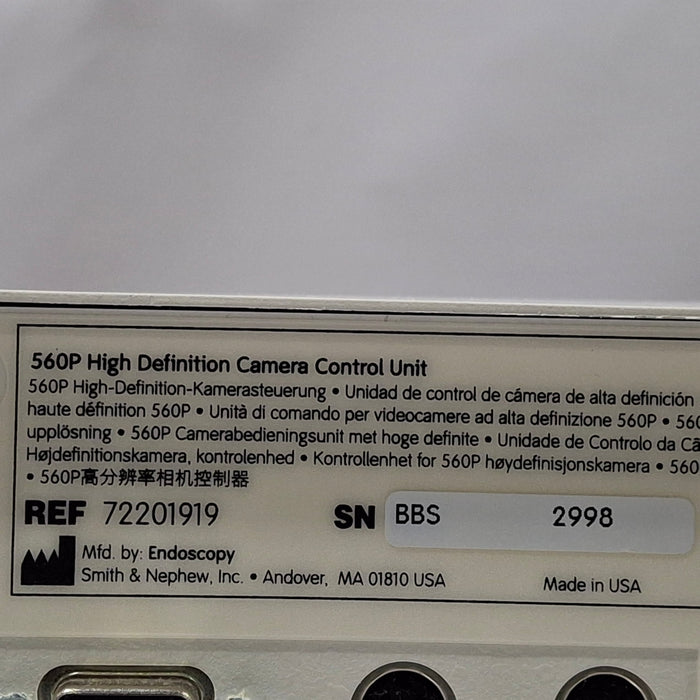 560P High Definition Camera Control Unit
560P High-Definition-Kamerasteuerung • Unidad de control de cámera de alta definición
haute définition 560P • Unità di comando per videocamere ad alta definizione 560P •
upplösning • 560P Camerabedieningsunit met hoge definite • Unidade de Controlo da
Højdefinitionskamera, kontrolenhed • Kontrollenhet for 560P høydefinisjonskamera • 560
• 560P高分辨率相机控制器
REF 72201919 SN BBS 2998
Mfd. by: Endoscopy
Smith & Nephew, Inc. • Andover, MA 01810 USA Made in USA